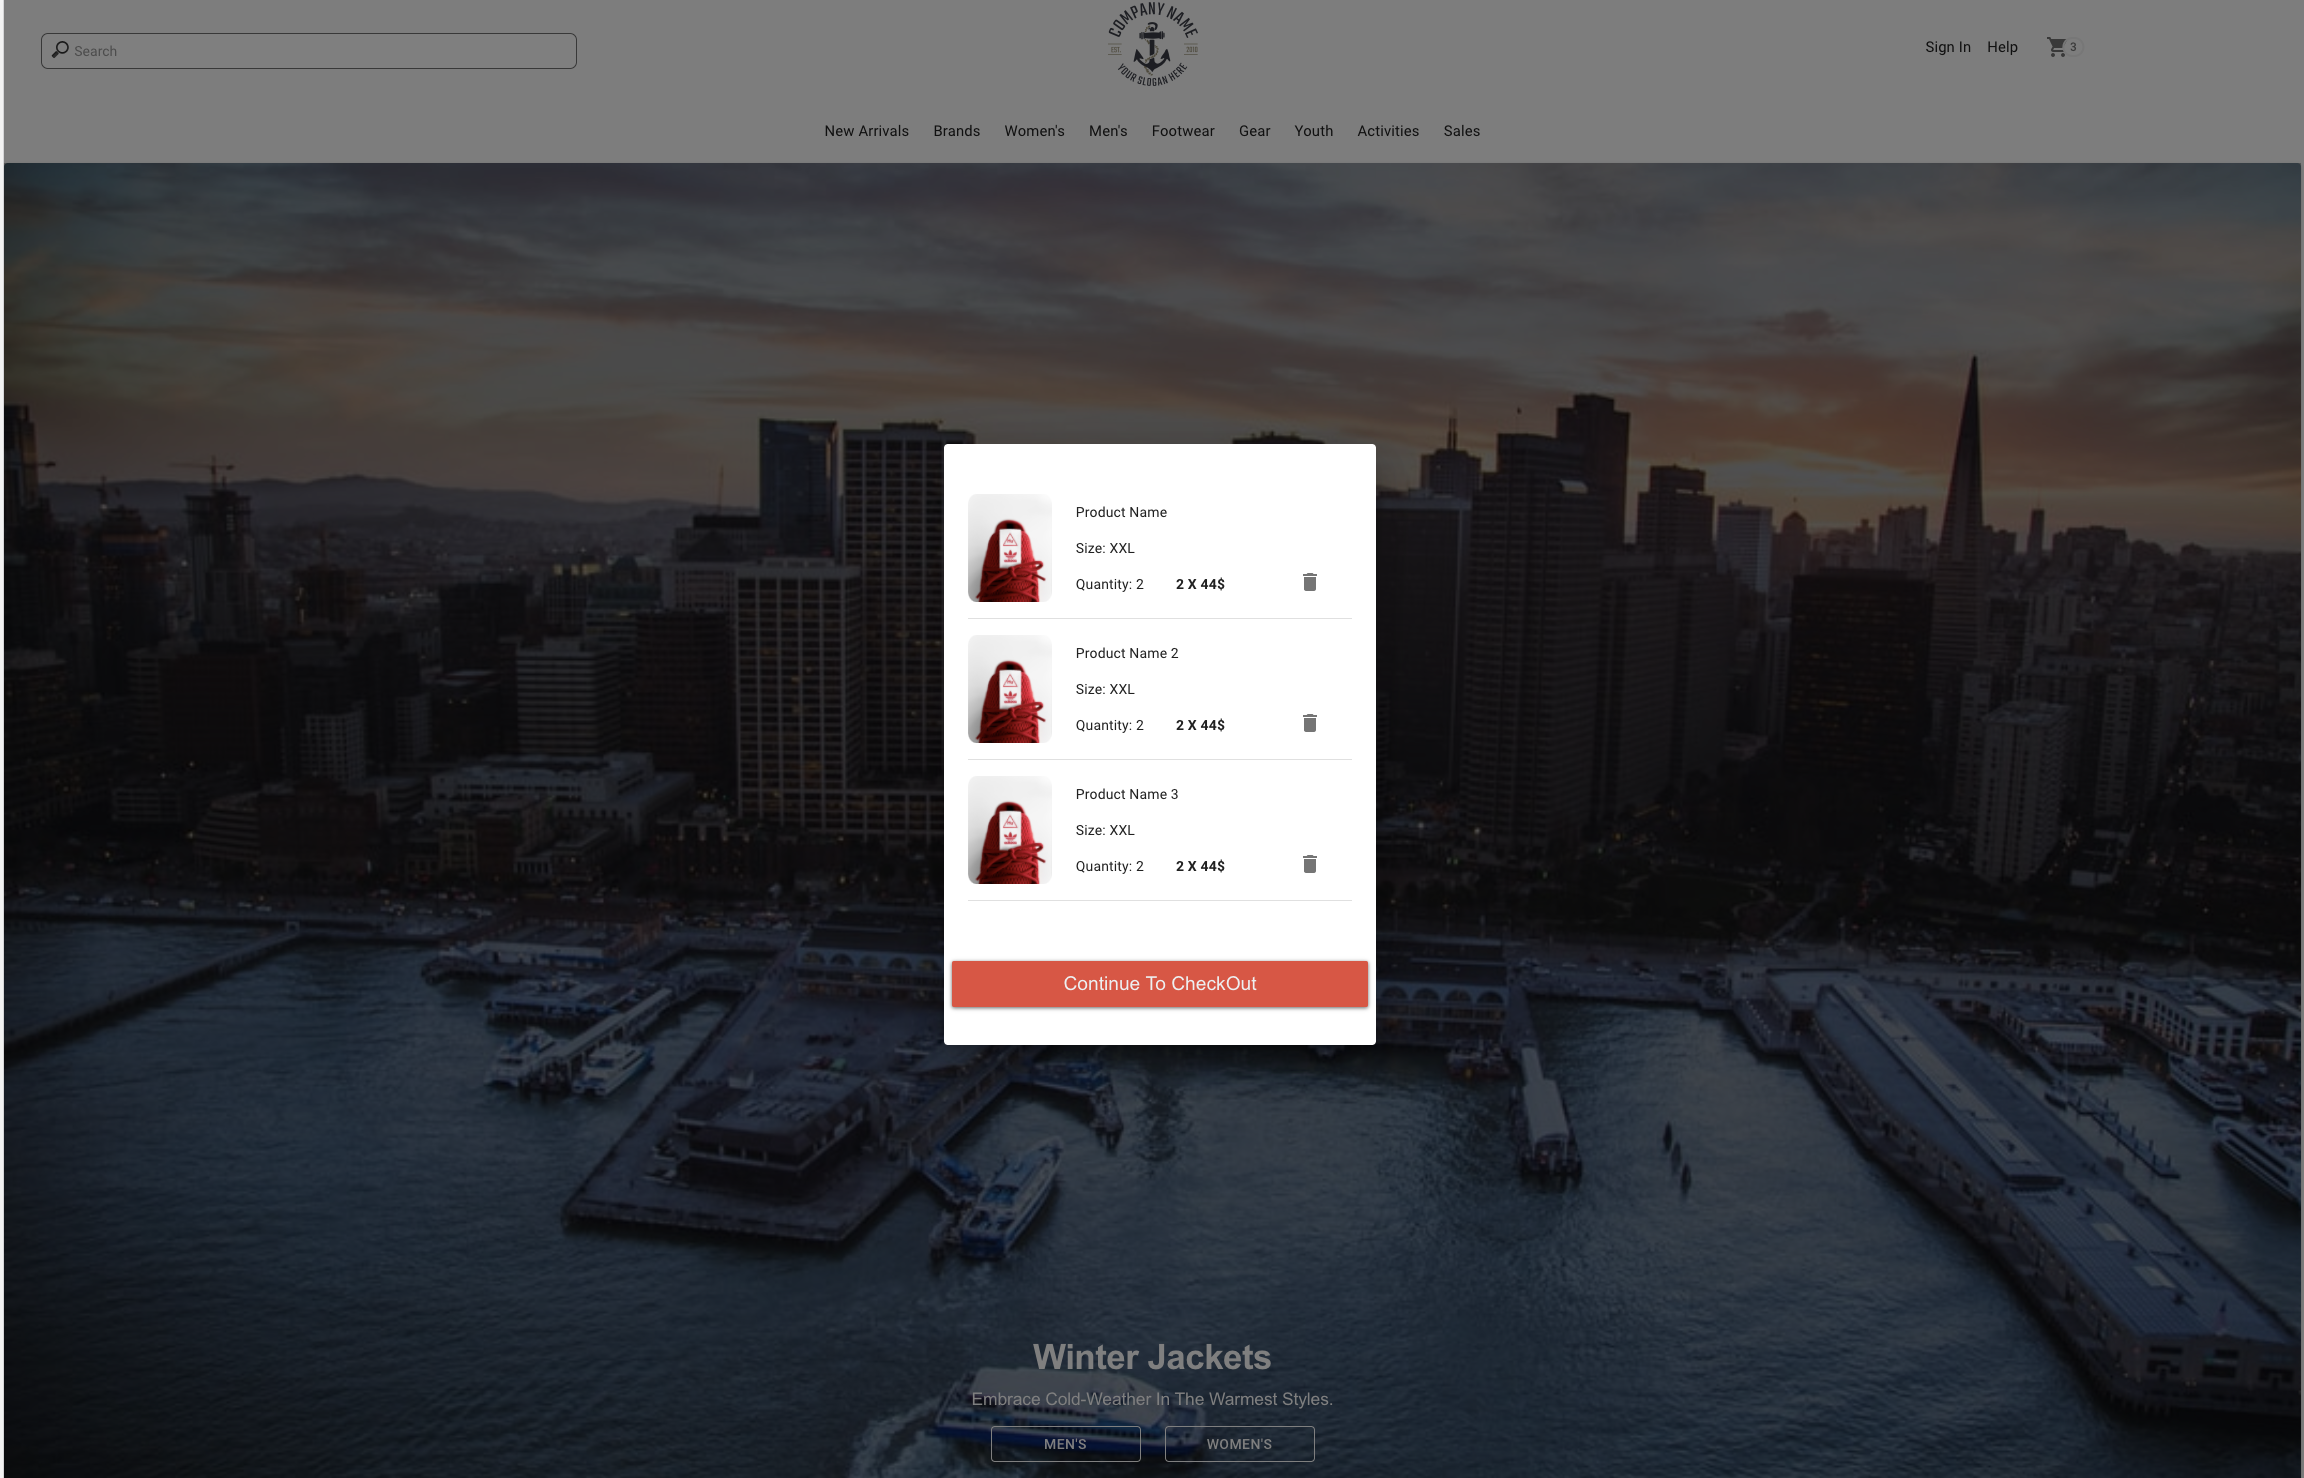 Search
COMPANY NAME
EST. 2010
YOUR SLOGAN HERE
Sign In Help 3
New Arrivals Brands Women's Men's Footwear Gear Youth Activities Sales
Product Name
Size: XXL
Quantity: 2 2 X 44$
Product Name 2
Size: XXL
Quantity: 2 2 X 44$
Product Name 3
Size: XXL
Quantity: 2 2 X 44$
Continue To CheckOut
Winter Jackets
Embrace Cold-Weather In The Warmest Styles.
MEN'S WOMEN'S